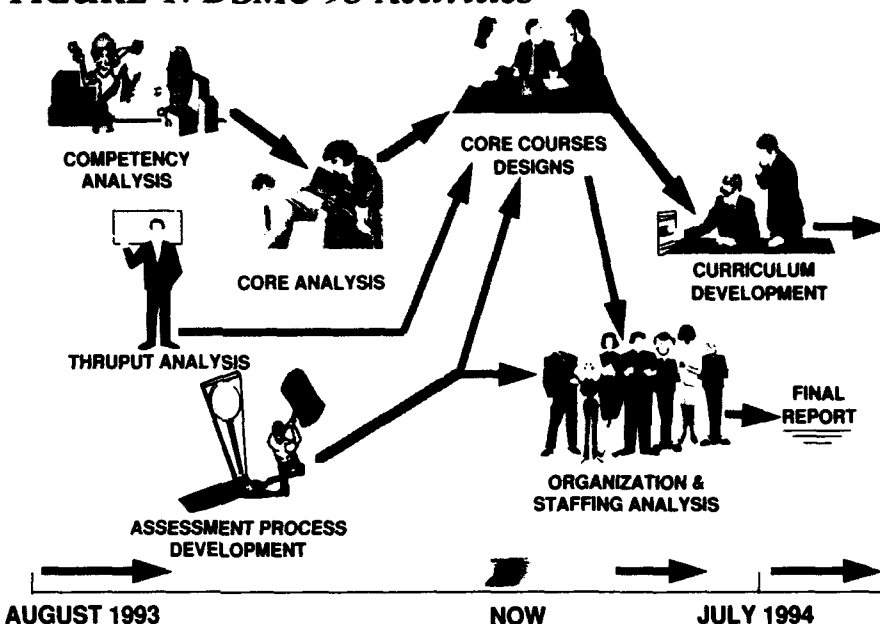 COMPETENCY
ANALYSIS
CORE COURSES
DESIGNS
CORE ANALYSIS
CURRICULUM
DEVELOPMENT
THRUPUT ANALYSIS
FINAL
REPORT
ORGANIZATION &
STAFFING ANALYSIS
ASSESSMENT PROCESS
DEVELOPMENT
AUGUST 1993
NOW
JULY 1994